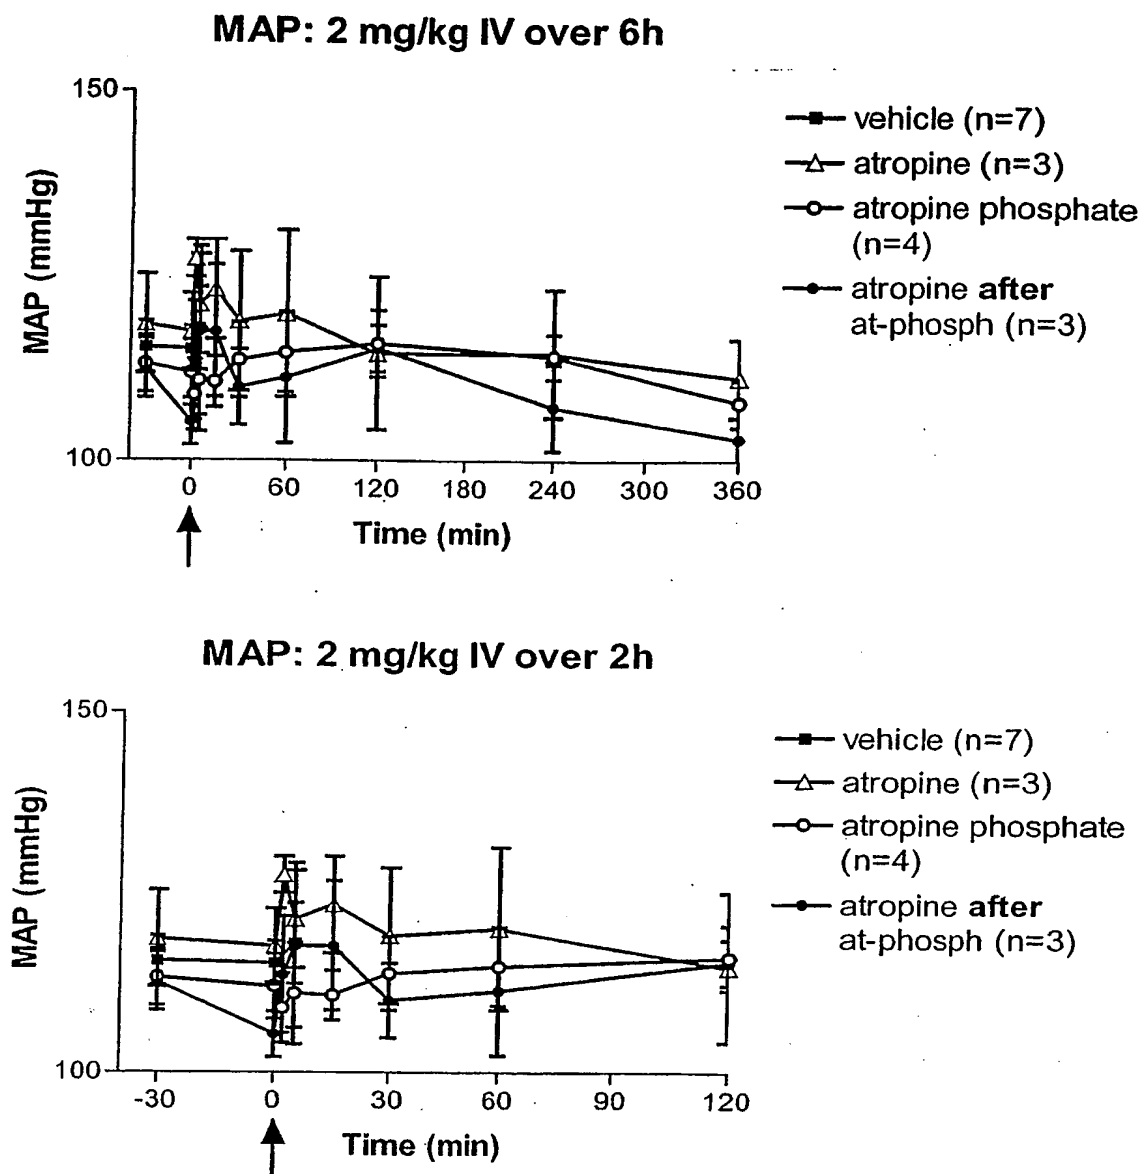 MAP: 2 mg/kg IV over 6h
150
100
MAP (mmHg)
0 60 120 180 240 300 360
Time (min)
vehicle (n=7)
atropine (n=3)
atropine phosphate
(n=4)
atropine after
at-phosph (n=3)
MAP: 2 mg/kg IV over 2h
150
100
MAP (mmHg)
-30 0 30 60 90 120
Time (min)
vehicle (n=7)
atropine (n=3)
atropine phosphate
(n=4)
atropine after
at-phosph (n=3)